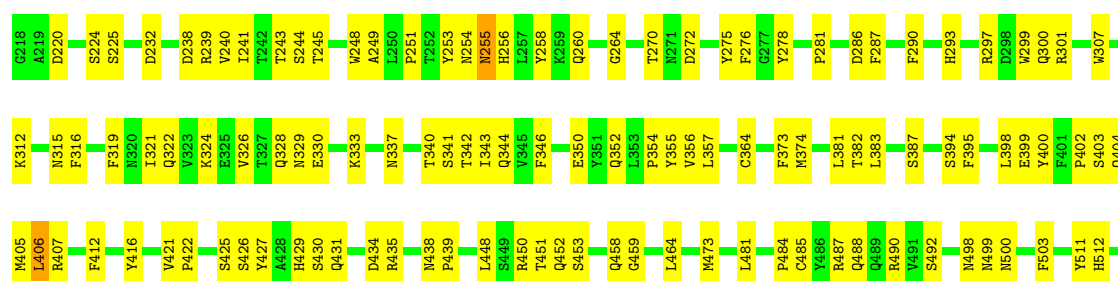 G218 A219 D220 S224 S225 D232 D238 R239 V240 I241 T242 T243 S244 T245 W248 A249 L250 P251 T252 Y253 N254 N255 H256 L257 Y258 K259 Q260 G264 T270 N271 D272 Y275 F276 G277 Y278 P281 D286 F287 F290 H293 R297 D298 W299 Q300 R301 W307
K312 N315 F316 F319 N320 I321 Q322 V323 K324 E325 V326 T327 Q328 N329 E330 K333 N337 T340 S341 T342 I343 Q344 V345 F346 E350 Y351 Q352 L353 P354 Y355 V356 L357 C364 F373 M374 L381 T382 L383 S387 S394 F395 L398 E399 Y400 F401 P402 S403 Q404
M405 L406 R407 F412 Y416 V421 P422 S425 S426 Y427 A428 H429 S430 Q431 D434 R435 N438 P439 L448 S449 R450 T451 Q452 S453 Q458 G459 L464 M473 L481 P484 C485 Y486 R487 Q488 Q489 R490 V491 S492 N498 N499 N500 F503 Y511 H512